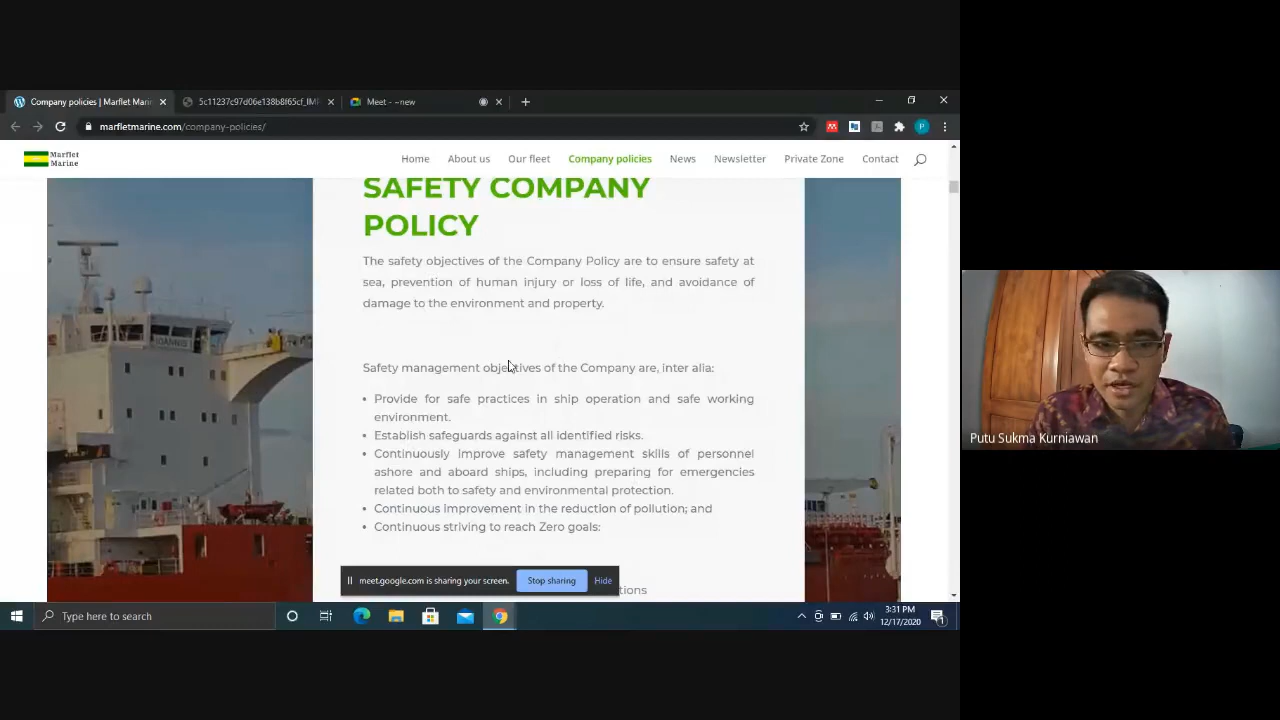 Company policies | Marflet Marin
5c11237c97d06e138b8f65cf_IM
Meet - ~new
marfletmarine.com/company-policies/
P
Marflet
Marine
Home
About us
Our fleet
Company policies
News
Newsletter
Private Zone
Contact
SAFETY COMPANY
POLICY
The safety objectives of the Company Policy are to ensure safety at
sea, prevention of human injury or loss of life, and avoidance of
damage to the environment and property.
Safety management objectives of the Company are, inter alia:
• Provide for safe practices in ship operation and safe working
environment.
• Establish safeguards against all identified risks.
• Continuously improve safety management skills of personnel
ashore and aboard ships, including preparing for emergencies
related both to safety and environmental protection.
• Continuous improvement in the reduction of pollution; and
• Continuous striving to reach Zero goals:
meet.google.com is sharing your screen.
Stop sharing
Hide
tions
Type here to search
3:31 PM
12/17/2020
1
Putu Sukma Kurniawan